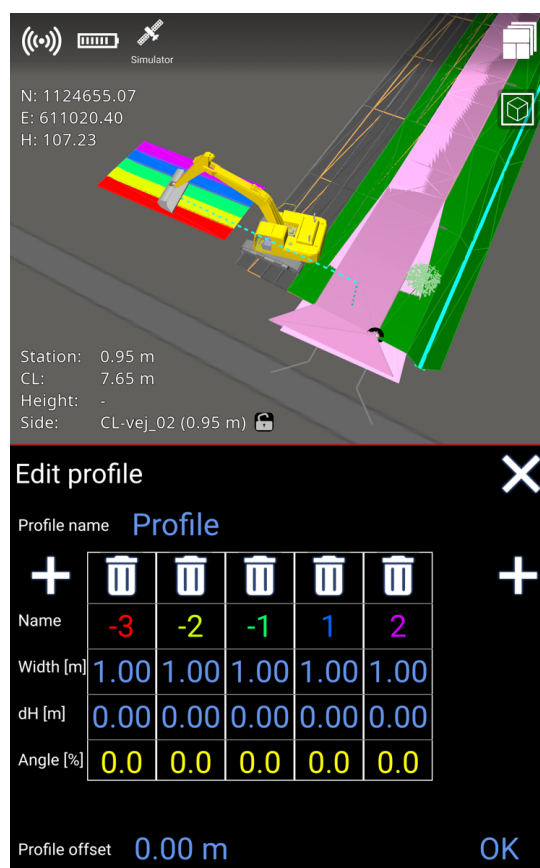 Simulator
N: 1124655.07
E: 611020.40
H: 107.23
Station: 0.95 m
CL: 7.65 m
Height: -
Side: CL-vej_02 (0.95 m)
Edit profile
Profile name Profile
Name -3 -2 -1 1 2
Width [m] 1.00 1.00 1.00 1.00 1.00
dH [m] 0.00 0.00 0.00 0.00 0.00
Angle [%] 0.0 0.0 0.0 0.0 0.0
Profile offset 0.00 m OK